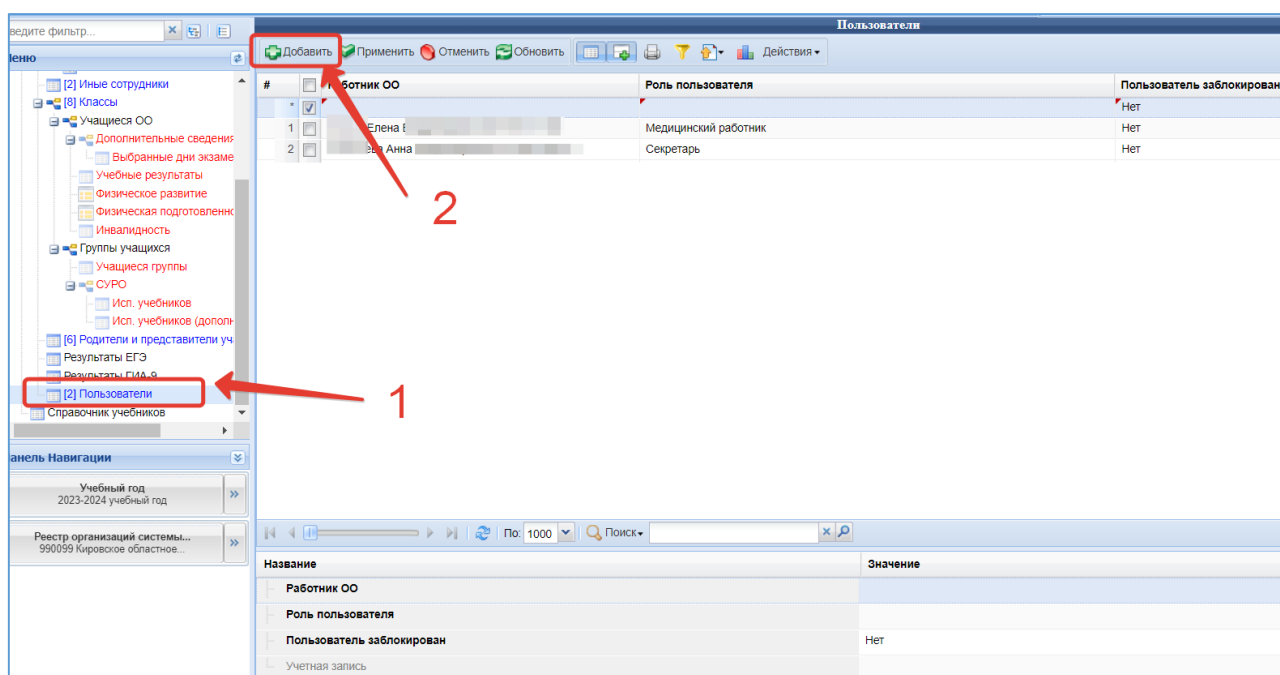 ведите фильтр...
Пользователи
Добавить Применить Отменить Обновить Действия
Меню
[2] Иные сотрудники
[8] Классы
Учащиеся ОО
Дополнительные сведения
Выбранные дни экзаме
Учебные результаты
Физическое развитие
Физическая подготовленно
Инвалидность
Группы учащихся
Учащиеся группы
СУРО
Исп. учебников
Исп. учебников (дополн
[6] Родители и представители уч
Результаты ЕГЭ
Результаты ГИА-9
[2] Пользователи
Справочник учебников
анель Навигации
Учебный год
2023-2024 учебный год
Реестр организаций системы...
990099 Кировское областное...
# Работник ОО Роль пользователя Пользователь заблокирован
* Нет
1 Елена Медицинский работник Нет
2 Анна Секретарь Нет
2
1
По: 1000 Поиск
Название Значение
Работник ОО
Роль пользователя
Пользователь заблокирован Нет
Учетная запись